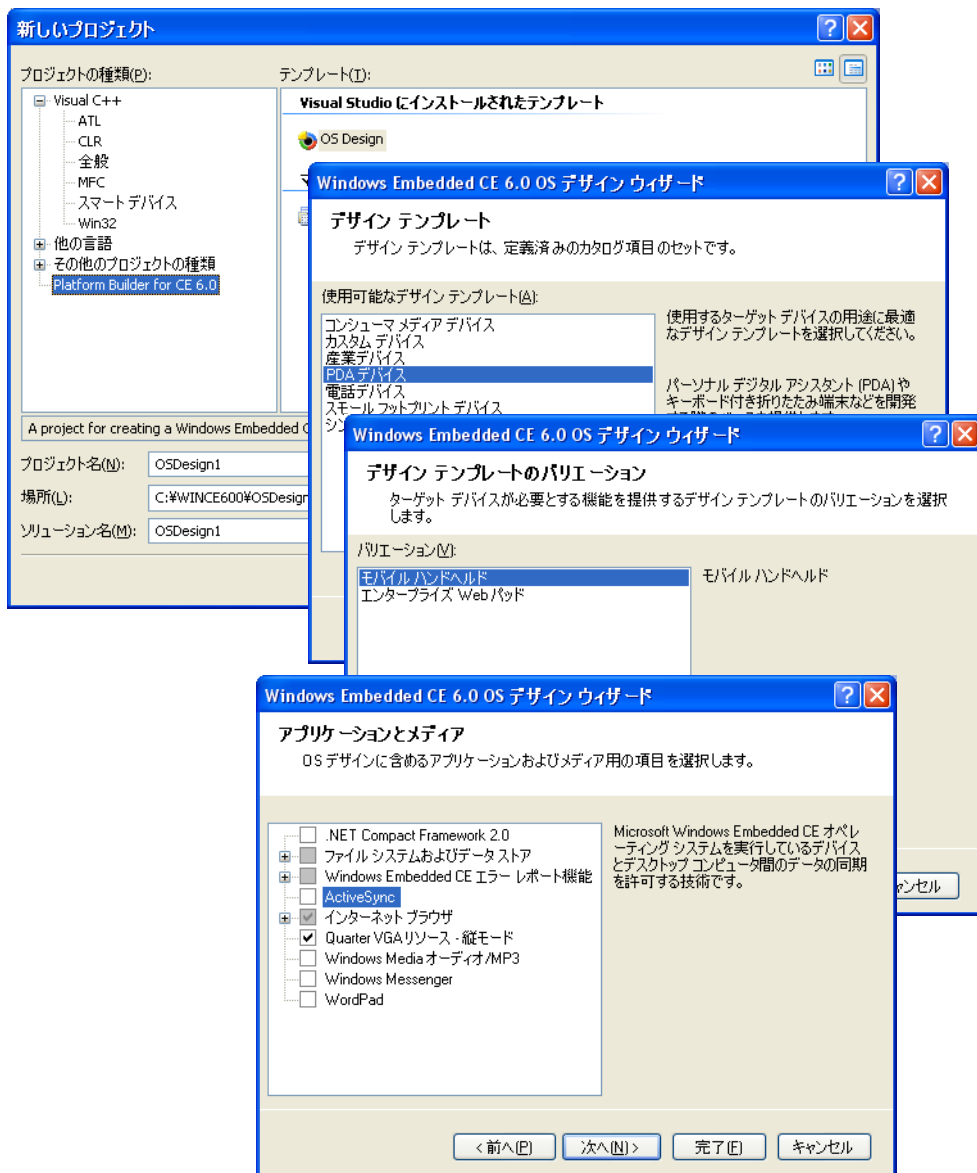 新しいプロジェクト
プロジェクトの種類(P):
テンプレート(T):
Visual C++
ATL
CLR
全般
MFC
スマート デバイス
Win32
他の言語
その他のプロジェクトの種類
Platform Builder for CE 6.0
Visual Studio にインストールされたテンプレート
OS Design
A project for creating a Windows Embedded C
プロジェクト名(N):
OSDesign1
場所(L):
C:¥WINCE600¥OSDesign
ソリューション名(M):
OSDesign1
Windows Embedded CE 6.0 OS デザイン ウィザード
デザイン テンプレート
デザイン テンプレートは、定義済みのカタログ項目のセットです。
使用可能なデザイン テンプレート(A):
コンシューマ メディア デバイス
カスタム デバイス
産業デバイス
PDA デバイス
電話デバイス
スモール フットプリント デバイス
シン
使用するターゲット デバイスの用途に最適
なデザイン テンプレートを選択してください。
パーソナル デジタル アシスタント (PDA) や
キーボード付き折りたたみ端末などを開発
Windows Embedded CE 6.0 OS デザイン ウィザード
デザイン テンプレートのバリエーション
ターゲット デバイスが必要とする機能を提供するデザイン テンプレートのバリエーションを選択
します。
バリエーション(V):
モバイル ハンドヘルド
エンタープライズ Web パッド
モバイル ハンドヘルド
ャンセル
Windows Embedded CE 6.0 OS デザイン ウィザード
アプリケーションとメディア
OS デザインに含めるアプリケーションおよびメディア用の項目を選択します。
.NET Compact Framework 2.0
ファイル システムおよびデータ ストア
Windows Embedded CE エラー レポート機能
ActiveSync
インターネット ブラウザ
Quarter VGA リソース - 縦モード
Windows Media オーディオ/MP3
Windows Messenger
WordPad
Microsoft Windows Embedded CE オペレ
ーティング システムを実行しているデバイス
とデスクトップ コンピュータ間のデータの同期
を許可する技術です。
< 前へ(P)
次へ(N) >
完了(F)
キャンセル